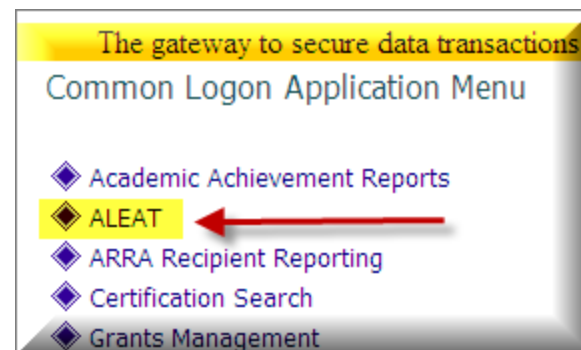 The gateway to secure data transactions
Common Logon Application Menu
Academic Achievement Reports
ALEAT
ARRA Recipient Reporting
Certification Search
Grants Management